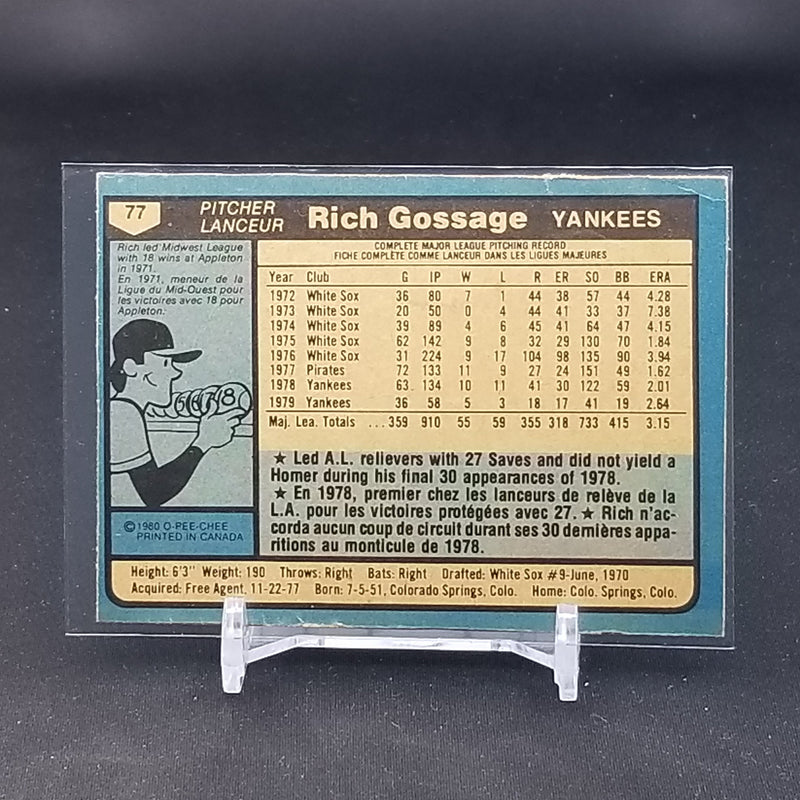 77 PITCHER LANCEUR Rich Gossage YANKEES
Rich led Midwest League
with 18 wins at Appleton
in 1971.
En 1971, meneur de la
Ligue du Mid-Ouest pour
les victoires avec 18 pour
Appleton.
678
©1980 O-PEE-CHEE
PRINTED IN CANADA
COMPLETE MAJOR LEAGUE PITCHING RECORD
FICHE COMPLÈTE COMME LANCEUR DANS LES LIGUES MAJEURES
Year Club G IP W L R ER SO BB ERA
1972 White Sox 36 80 7 1 44 38 57 44 4.28
1973 White Sox 20 50 0 4 44 41 33 37 7.38
1974 White Sox 39 89 4 6 45 41 64 47 4.15
1975 White Sox 62 142 9 8 32 29 130 70 1.84
1976 White Sox 31 224 9 17 104 98 135 90 3.94
1977 Pirates 72 133 11 9 27 24 151 49 1.62
1978 Yankees 63 134 10 11 41 30 122 59 2.01
1979 Yankees 36 58 5 3 18 17 41 19 2.64
Maj. Lea. Totals ...359 910 55 59 355 318 733 415 3.15
★ Led A.L. relievers with 27 Saves and did not yield a
Homer during his final 30 appearances of 1978.
★ En 1978, premier chez les lanceurs de relève de la
L.A. pour les victoires protégées avec 27. ★ Rich n'ac-
corda aucun coup de circuit durant ses 30 dernières appa-
ritions au monticule de 1978.
Height: 6'3" Weight: 190 Throws: Right Bats: Right Drafted: White Sox #9-June, 1970
Acquired: Free Agent, 11-22-77 Born: 7-5-51, Colorado Springs, Colo. Home: Colo. Springs, Colo.